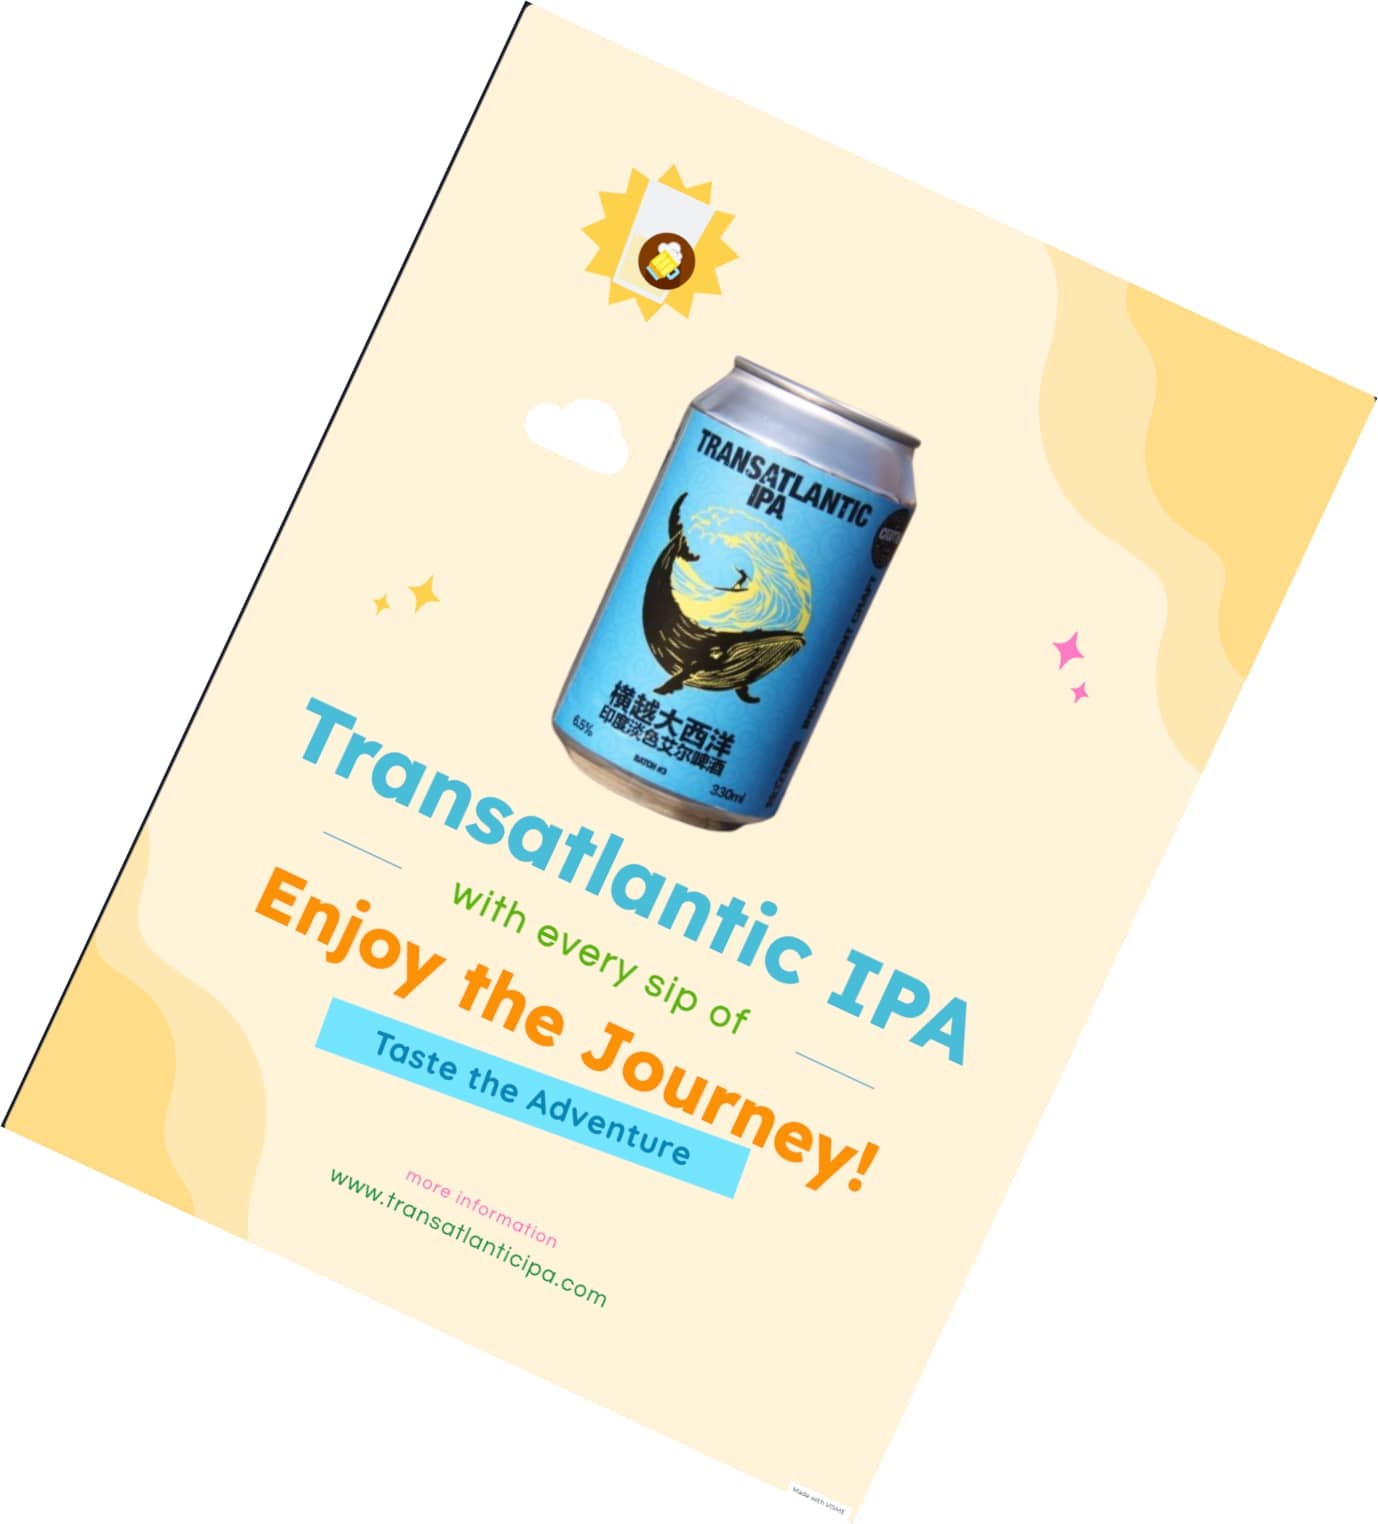 TRANSATLANTIC
IPA
INDEPENDENT CRAFT
横越大西洋
印度淡色艾尔啤酒
6.5%
BATCH #3
330ml
Transatlantic IPA
with every sip of
Enjoy the Journey!
Taste the Adventure
more information
www.transatlanticipa.com
Made with VISME